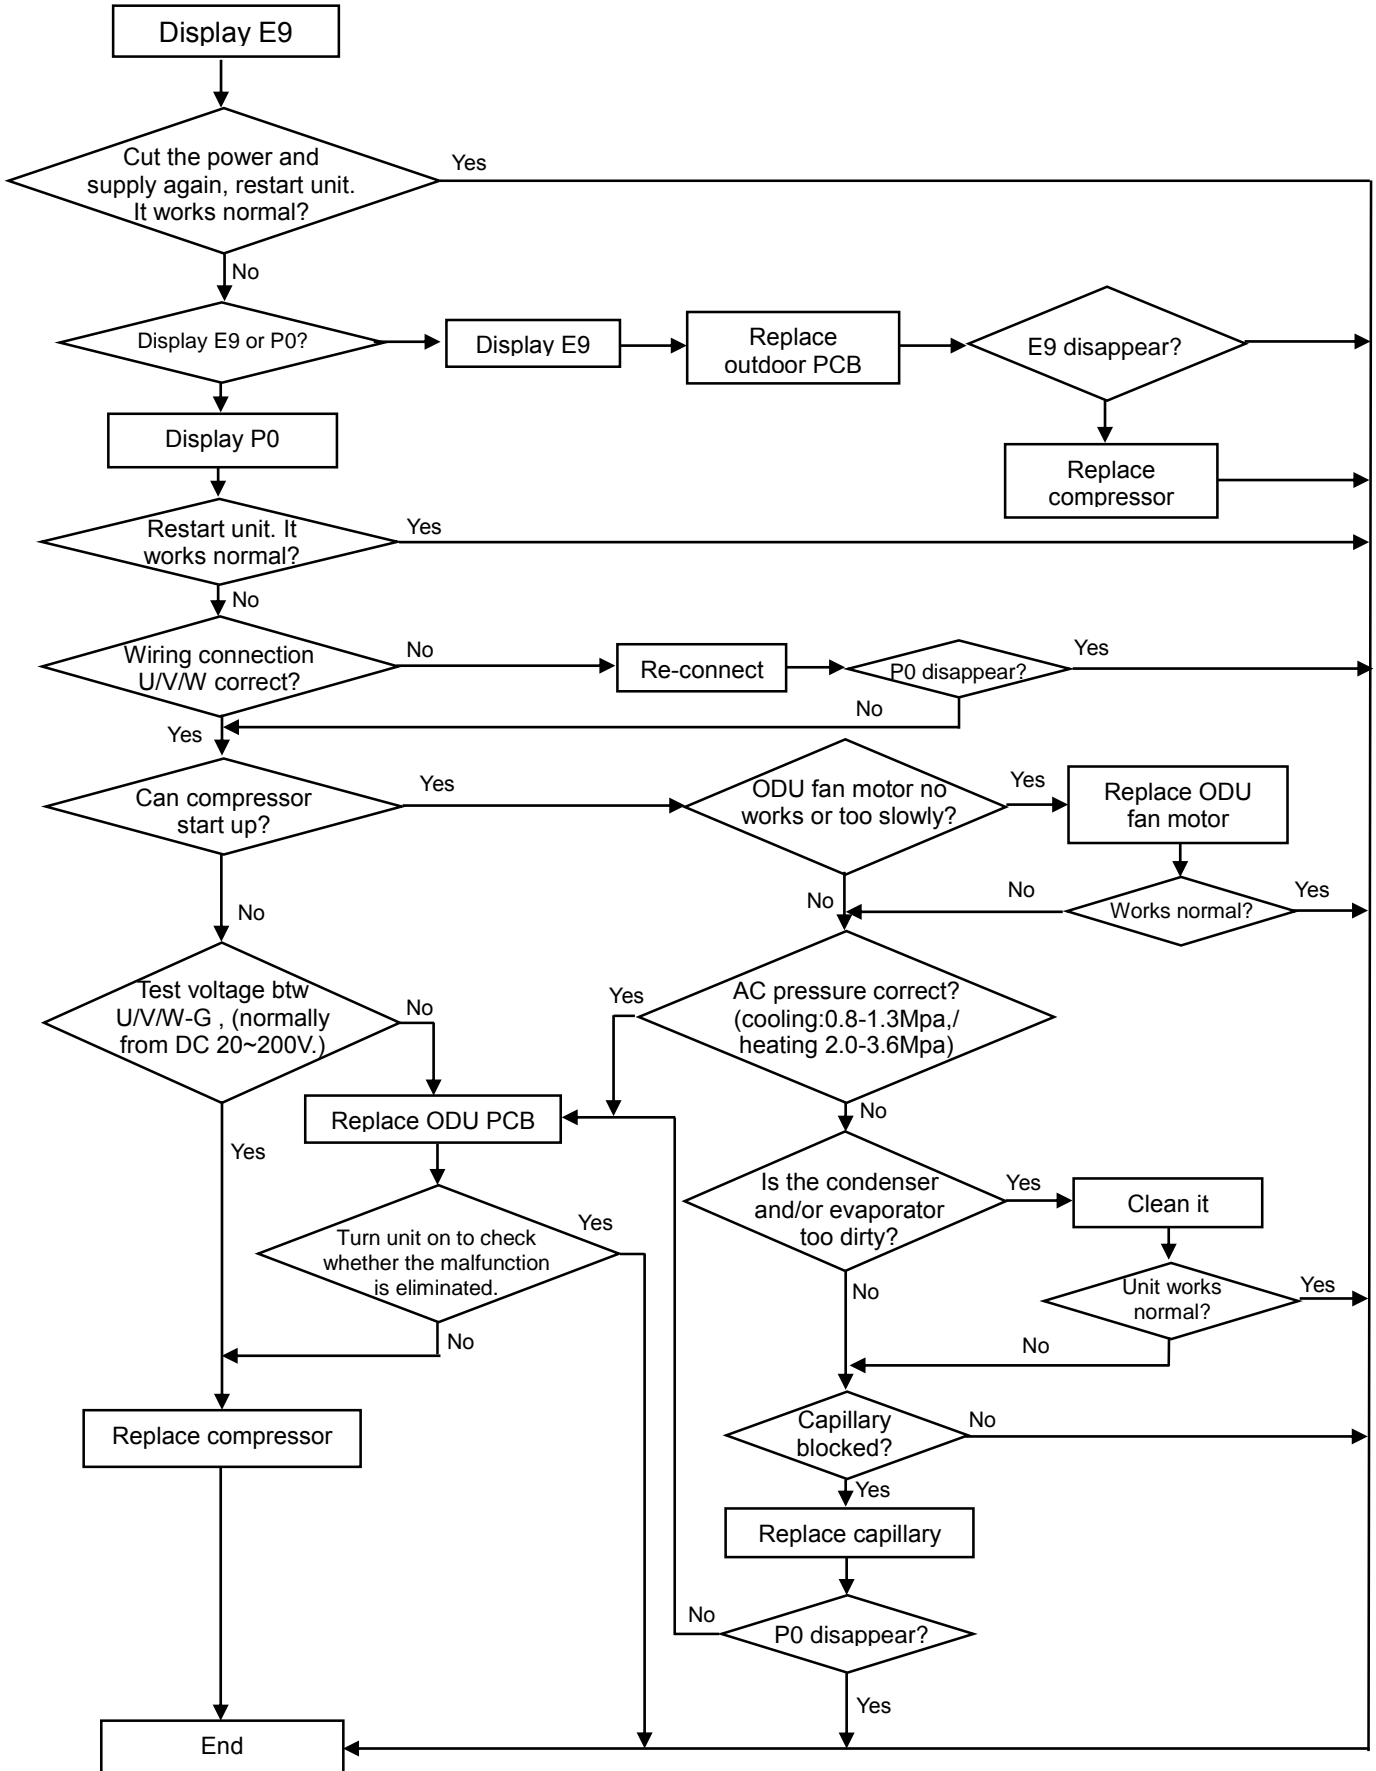 Display E9
Cut the power and
supply again, restart unit.
It works normal?
Yes
No
Display E9 or P0?
Display E9
Replace
outdoor PCB
E9 disappear?
Replace
compressor
Display P0
Restart unit. It
works normal?
Yes
No
Wiring connection
U/V/W correct?
No
Re-connect
P0 disappear?
Yes
No
Yes
Can compressor
start up?
Yes
ODU fan motor no
works or too slowly?
Yes
Replace ODU
fan motor
No
No
Works normal?
Yes
No
Test voltage btw
U/V/W-G , (normally
from DC 20~200V.)
No
Yes
AC pressure correct?
(cooling:0.8-1.3Mpa,/
heating 2.0-3.6Mpa)
No
Replace ODU PCB
Yes
Turn unit on to check
whether the malfunction
is eliminated.
Yes
No
Is the condenser
and/or evaporator
too dirty?
Yes
Clean it
No
Unit works
normal?
Yes
No
Capillary
blocked?
No
Yes
Replace compressor
Replace capillary
No
P0 disappear?
Yes
End